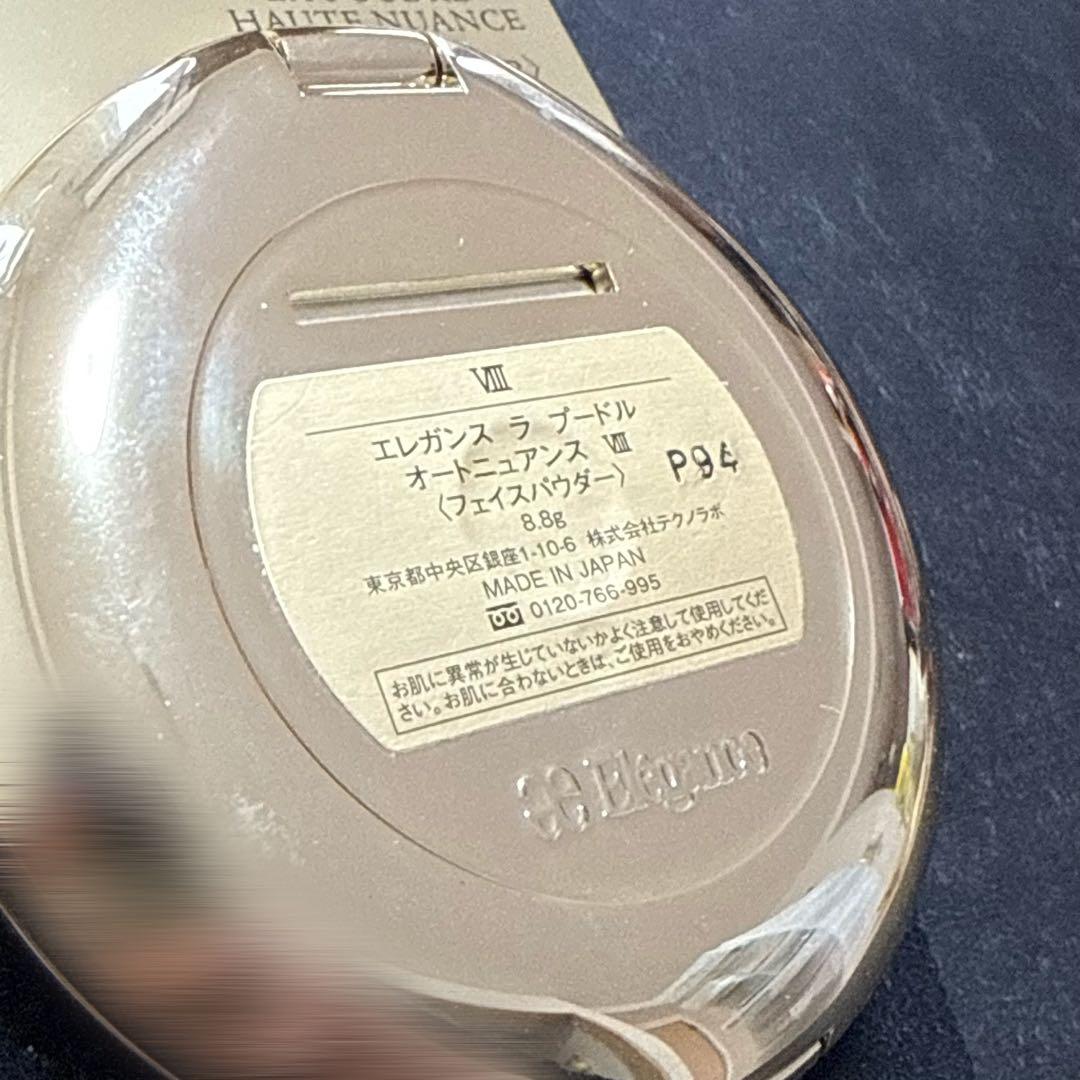 HAUTE NUANCE
VIII
エレガンス ラ プードル
オートニュアンス VIII
〈フェイスパウダー〉
P94
8.8g
東京都中央区銀座1-10-6 株式会社テクノラボ
MADE IN JAPAN
0120-766-995
お肌に異常が生じていないかよく注意して使用してくだ
さい。お肌に合わないときは、ご使用をおやめください。
Elégance